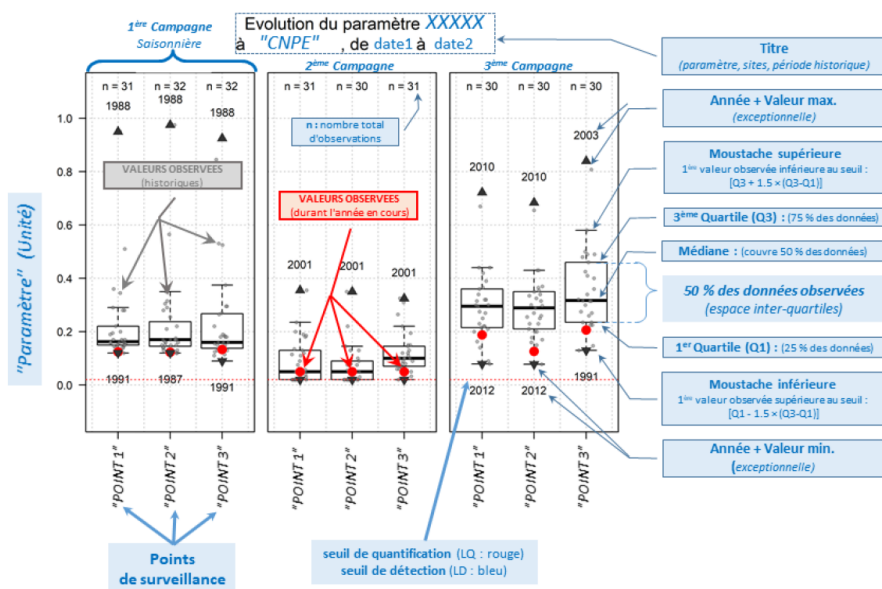 Evolution du paramètre XXXXX
à "CNPE" , de date1 à date2
1ère Campagne
Saisonnière
2ème Campagne
3ème Campagne
n = 31 n = 32 n = 32
n = 31 n = 30 n = 31
n = 30 n = 30 n = 30
1988 1988 1988
n : nombre total
d'observations
VALEURS OBSERVEES
(historiques)
VALEURS OBSERVEES
(durant l'année en cours)
2001 2001 2001
2010 2010 2003
1991 1987 1991
2012 2012 1991
1.0
0.8
0.6
0.4
0.2
0.0
"Paramètre" (Unité)
"POINT 1" "POINT 2" "POINT 3"
"POINT 1" "POINT 2" "POINT 3"
"POINT 1" "POINT 2" "POINT 3"
Points
de surveillance
seuil de quantification (LQ : rouge)
seuil de détection (LD : bleu)
Titre
(paramètre, sites, période historique)
Année + Valeur max.
(exceptionnelle)
Moustache supérieure
1ère valeur observée inférieure au seuil :
[Q3 + 1.5 × (Q3-Q1)]
3ème Quartile (Q3) : (75 % des données)
Médiane : (couvre 50 % des données)
50 % des données observées
(espace inter-quartiles)
1er Quartile (Q1) : (25 % des données)
Moustache inférieure
1ère valeur observée supérieure au seuil :
[Q1 - 1.5 × (Q3-Q1)]
Année + Valeur min.
(exceptionnelle)